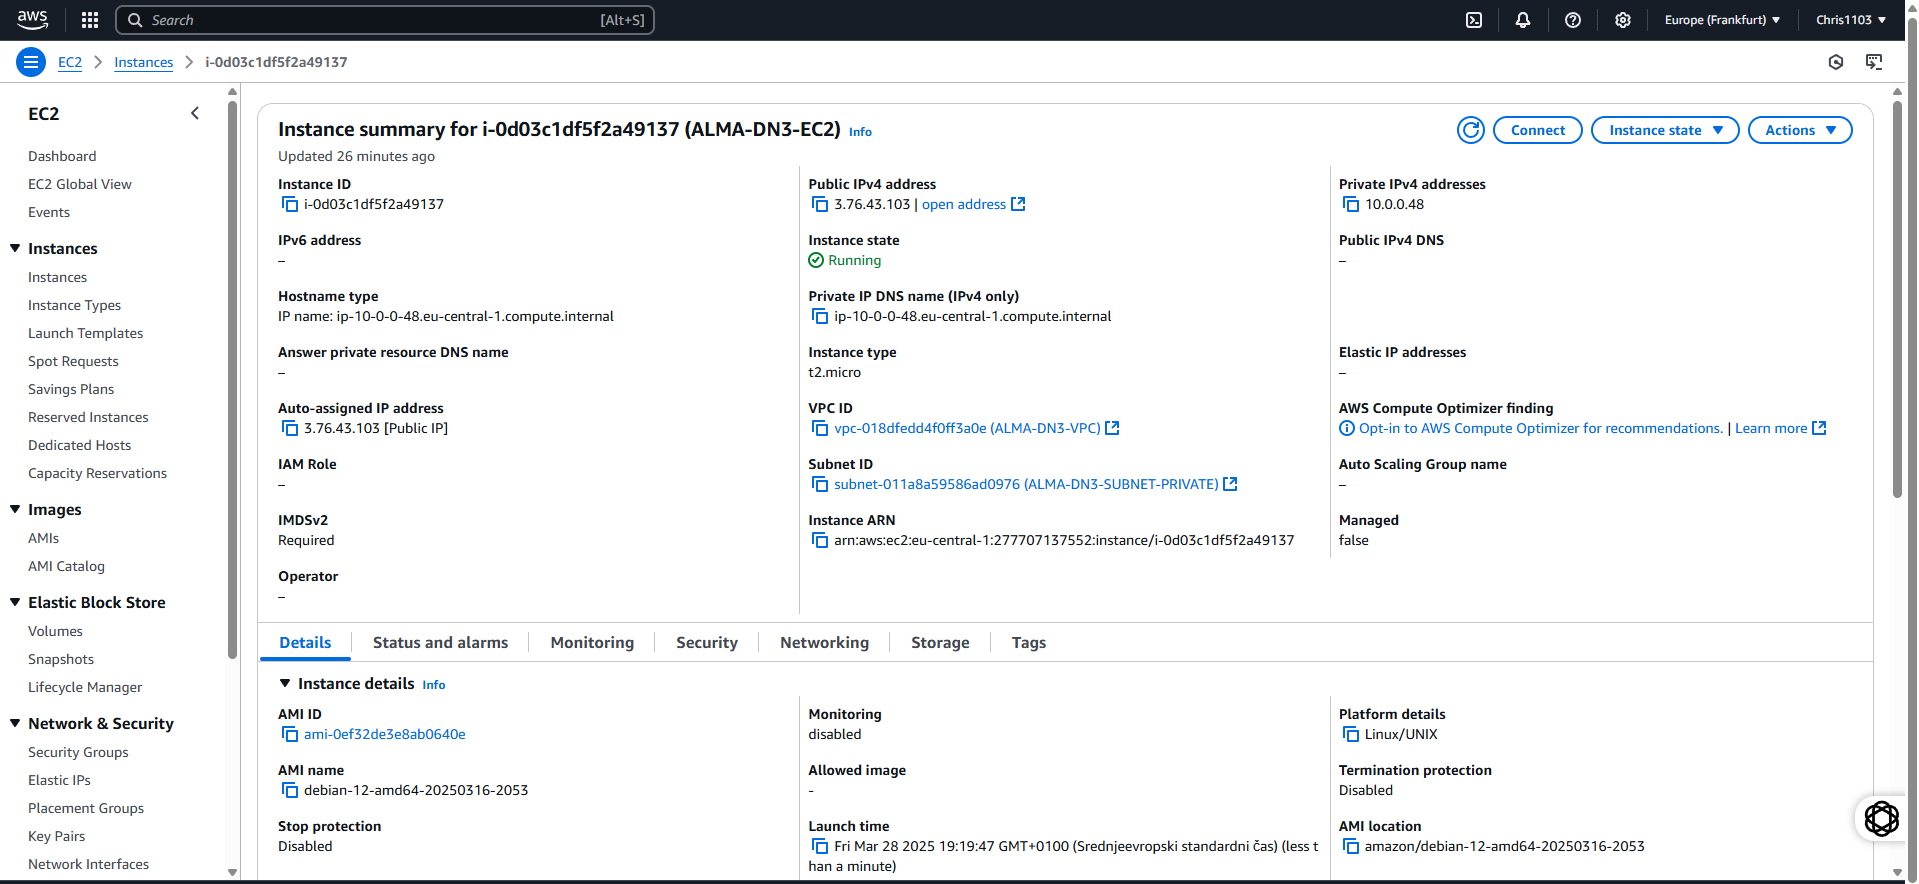 aws
Search [Alt+S]
Europe (Frankfurt)
Chris1103
EC2
Instances
i-0d03c1df5f2a49137
EC2
Dashboard
EC2 Global View
Events
Instances
Instances
Instance Types
Launch Templates
Spot Requests
Savings Plans
Reserved Instances
Dedicated Hosts
Capacity Reservations
Images
AMIs
AMI Catalog
Elastic Block Store
Volumes
Snapshots
Lifecycle Manager
Network & Security
Security Groups
Elastic IPs
Placement Groups
Key Pairs
Network Interfaces
Instance summary for i-0d03c1df5f2a49137 (ALMA-DN3-EC2) Info
Updated 26 minutes ago
Connect
Instance state
Actions
Instance ID
i-0d03c1df5f2a49137
Public IPv4 address
3.76.43.103 | open address
Private IPv4 addresses
10.0.0.48
IPv6 address
–
Instance state
Running
Public IPv4 DNS
–
Hostname type
IP name: ip-10-0-0-48.eu-central-1.compute.internal
Private IP DNS name (IPv4 only)
ip-10-0-0-48.eu-central-1.compute.internal
Answer private resource DNS name
–
Instance type
t2.micro
Elastic IP addresses
–
Auto-assigned IP address
3.76.43.103 [Public IP]
VPC ID
vpc-018dfedd4f0ff3a0e (ALMA-DN3-VPC)
AWS Compute Optimizer finding
Opt-in to AWS Compute Optimizer for recommendations. | Learn more
IAM Role
–
Subnet ID
subnet-011a8a59586ad0976 (ALMA-DN3-SUBNET-PRIVATE)
Auto Scaling Group name
–
IMDSv2
Required
Instance ARN
arn:aws:ec2:eu-central-1:277707137552:instance/i-0d03c1df5f2a49137
Managed
false
Operator
–
Details
Status and alarms
Monitoring
Security
Networking
Storage
Tags
Instance details Info
AMI ID
ami-0ef32de3e8ab0640e
Monitoring
disabled
Platform details
Linux/UNIX
AMI name
debian-12-amd64-20250316-2053
Allowed image
-
Termination protection
Disabled
Stop protection
Disabled
Launch time
Fri Mar 28 2025 19:19:47 GMT+0100 (Srednjeevropski standardni čas) (less t
han a minute)
AMI location
amazon/debian-12-amd64-20250316-2053